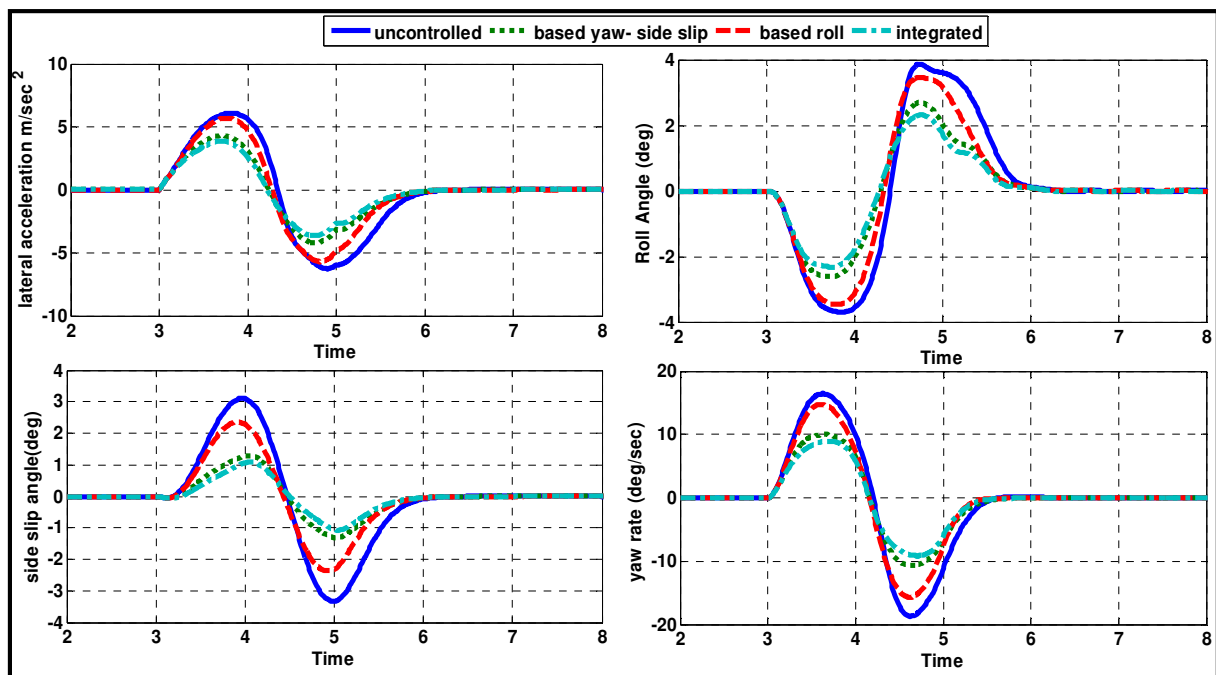 uncontrolled based yaw- side slip based roll integrated
lateral acceleration m/sec 2
10
5
0
-5
-10
2 3 4 5 6 7 8
Time
Roll Angle (deg)
4
2
0
-2
-4
2 3 4 5 6 7 8
Time
side slip angle(deg)
4
3
2
1
0
-1
-2
-3
-4
2 3 4 5 6 7 8
Time
yaw rate (deg/sec)
20
10
0
-10
-20
2 3 4 5 6 7 8
Time